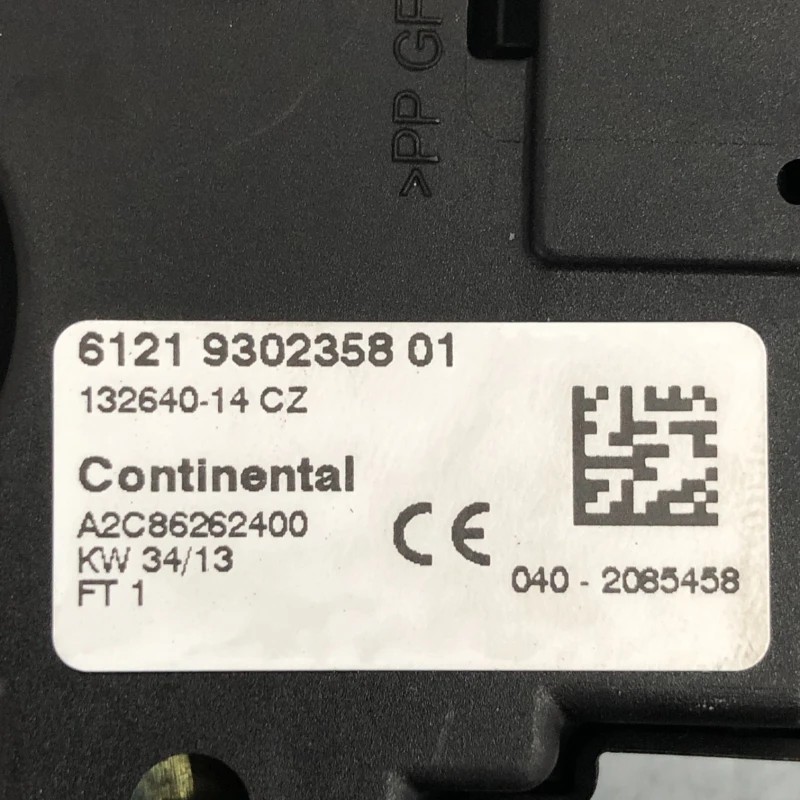 >PP GF
6121 9302358 01
132640-14 CZ
Continental
A2C86262400
KW 34/13
FT 1
CE
040 - 2085458